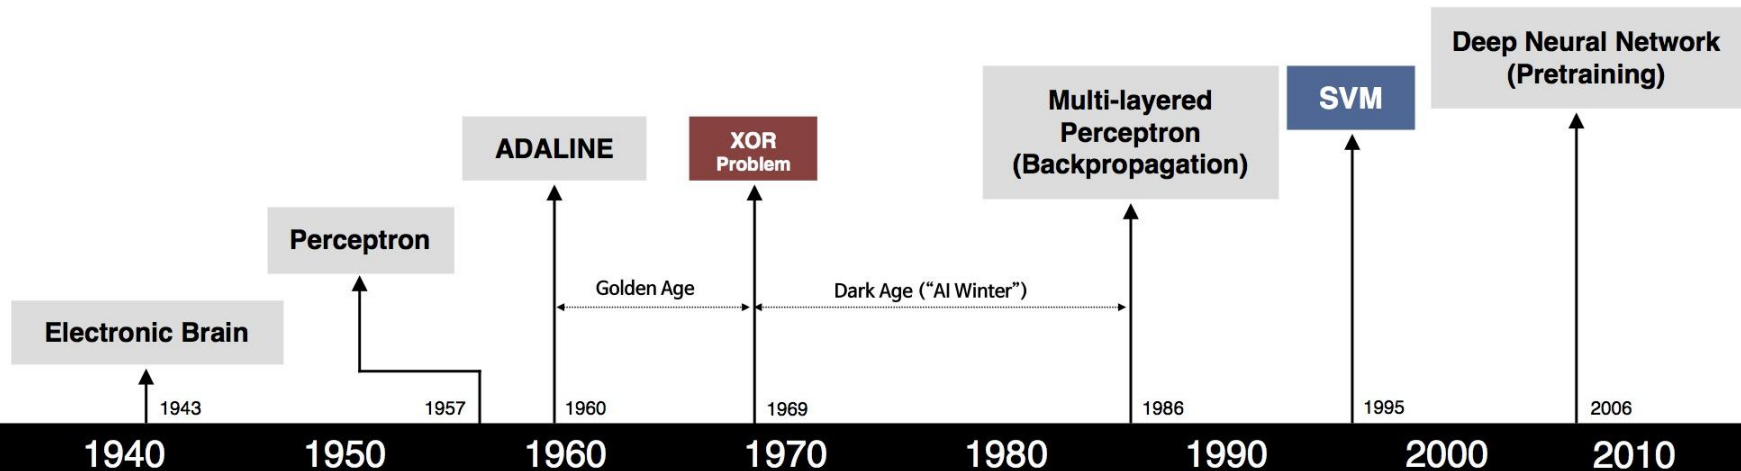 Deep Neural Network
(Pretraining)
Multi-layered
Perceptron
(Backpropagation)
SVM
ADALINE
XOR
Problem
Perceptron
Golden Age
Dark Age (“AI Winter”)
Electronic Brain
1943
1957
1960
1969
1986
1995
2006
1940
1950
1960
1970
1980
1990
2000
2010